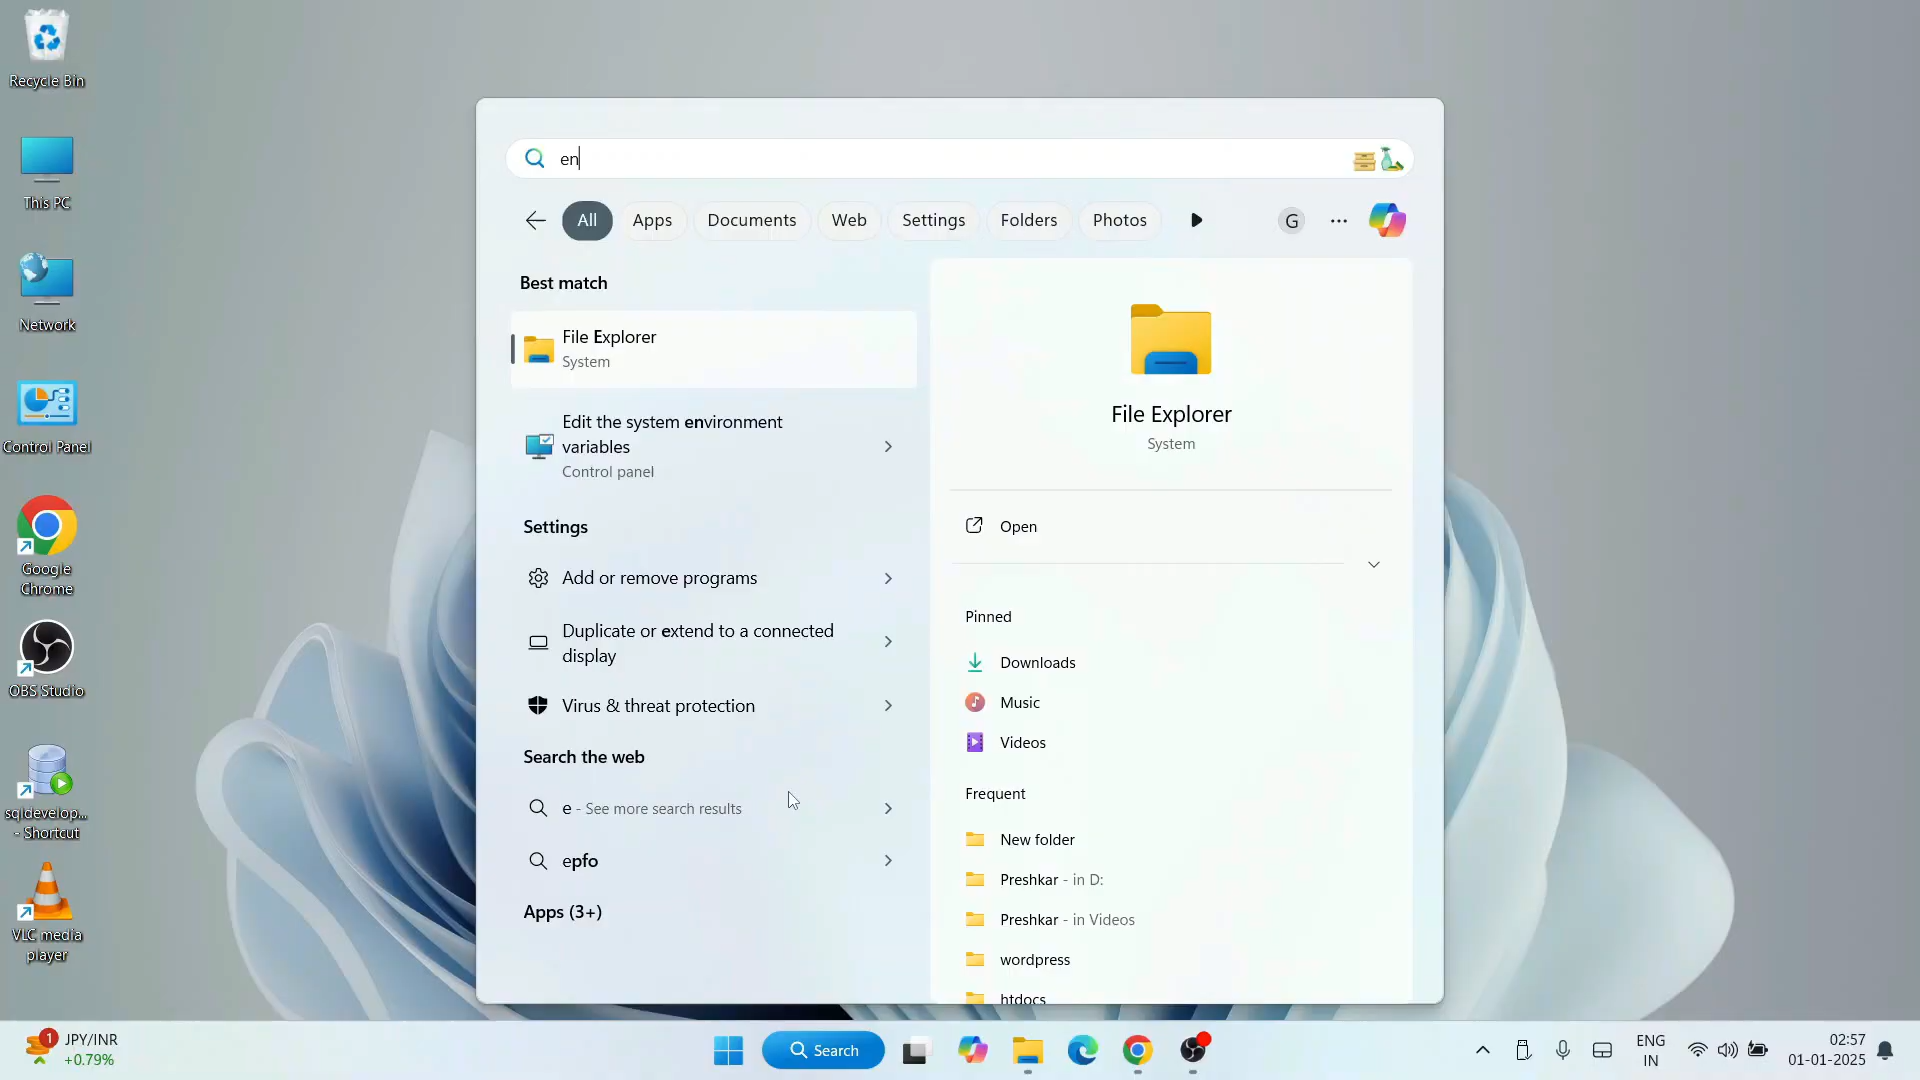 Recycle Bin
This PC
Network
Control Panel
Google
Chrome
OBS Studio
sqldevelop...
- Shortcut
VLC media
player
en
All
Apps
Documents
Web
Settings
Folders
Photos
G
Best match
File Explorer
System
Edit the system environment
variables
Control panel
Settings
Add or remove programs
Duplicate or extend to a connected
display
Virus & threat protection
Search the web
e - See more search results
epfo
Apps (3+)
File Explorer
System
Open
Pinned
Downloads
Music
Videos
Frequent
New folder
Preshkar - in D:
Preshkar - in Videos
wordpress
htdocs
1
JPY/INR
+0.79%
Search
ENG
IN
02:57
01-01-2025